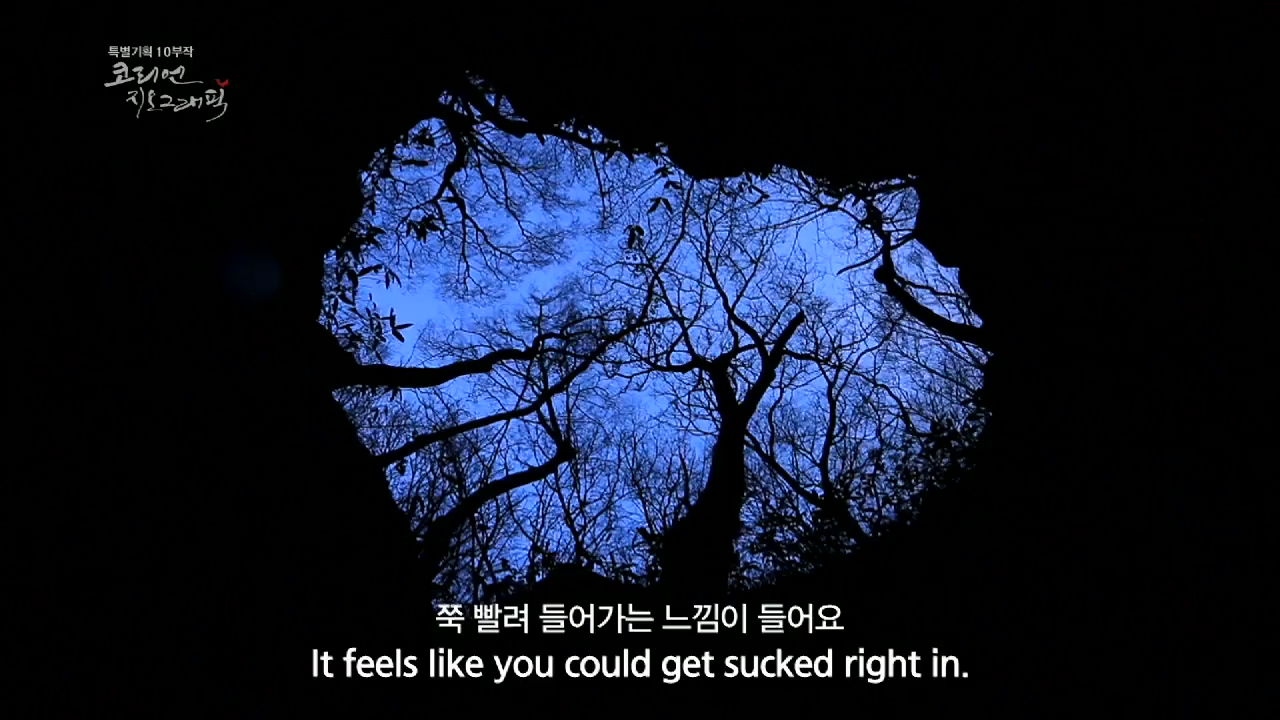 특별기획 10부작
코리언
지오그래픽
쭉 빨려 들어가는 느낌이 들어요
It feels like you could get sucked right in.